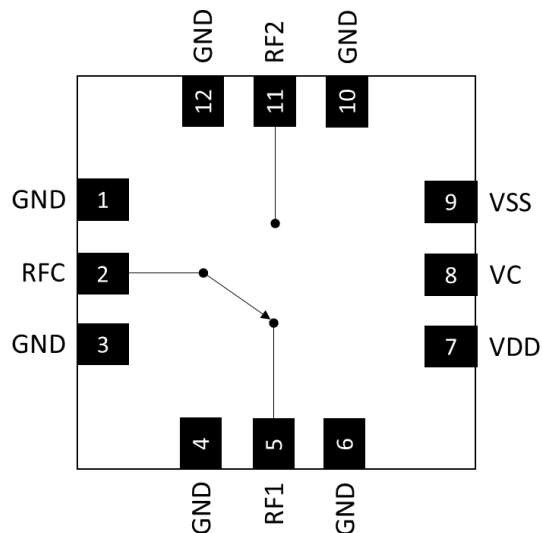 GND RF2 GND
12 11 10
GND 1 9 VSS
RFC 2 8 VC
GND 3 7 VDD
4 5 6
GND RF1 GND